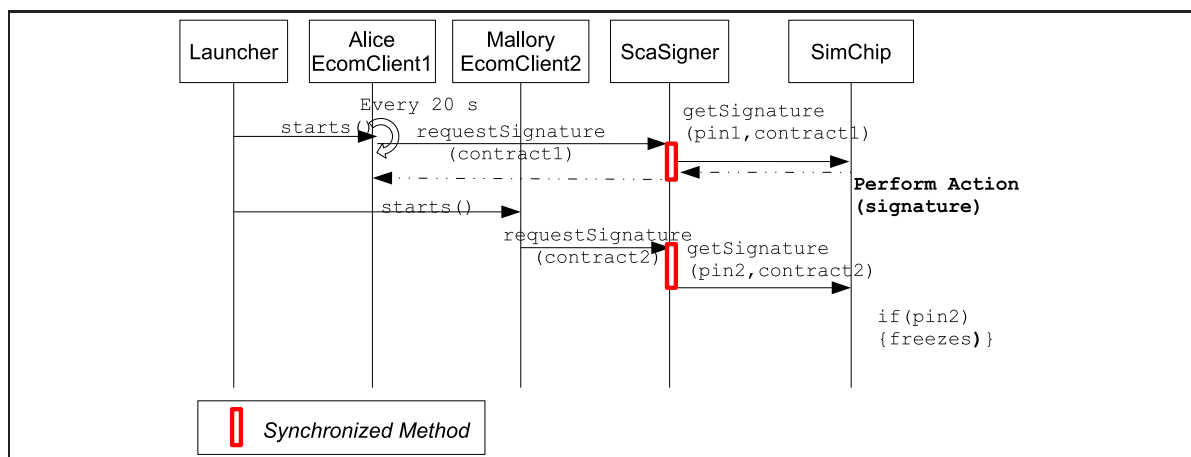 Launcher
Alice
EcomClient1
Mallory
EcomClient2
ScaSigner
SimChip
Every 20 s
starts()
requestSignature
(contract1)
getSignature
(pin1,contract1)
Perform Action
(signature)
starts()
requestSignature
(contract2)
getSignature
(pin2,contract2)
if(pin2)
{freezes)}
Synchronized Method